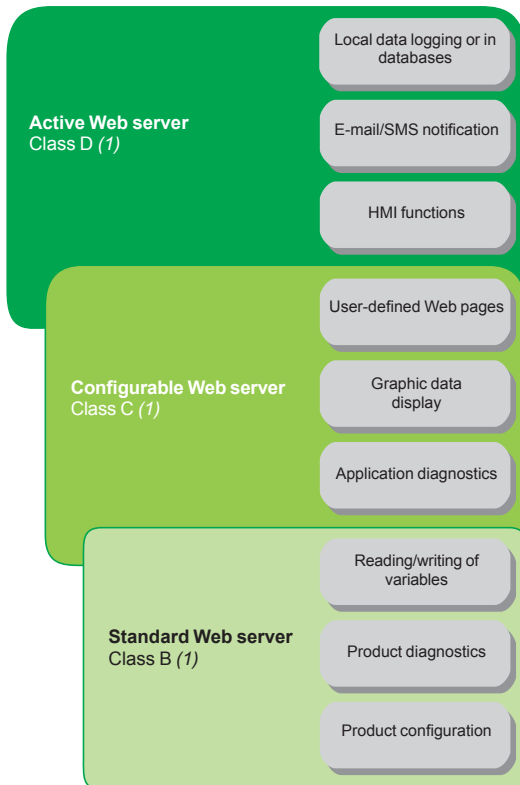 Local data logging or in
databases
Active Web server
Class D (1)
E-mail/SMS notification
HMI functions
User-defined Web pages
Configurable Web server
Class C (1)
Graphic data
display
Application diagnostics
Reading/writing of
variables
Standard Web server
Class B (1)
Product diagnostics
Product configuration